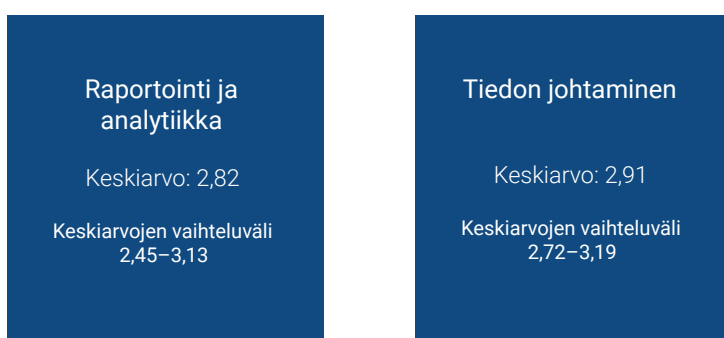 Raportointi ja
analytiikka
Keskiarvo: 2,82
Keskiarvojen vaihteluväli
2,45–3,13
Tiedon johtaminen
Keskiarvo: 2,91
Keskiarvojen vaihteluväli
2,72–3,19